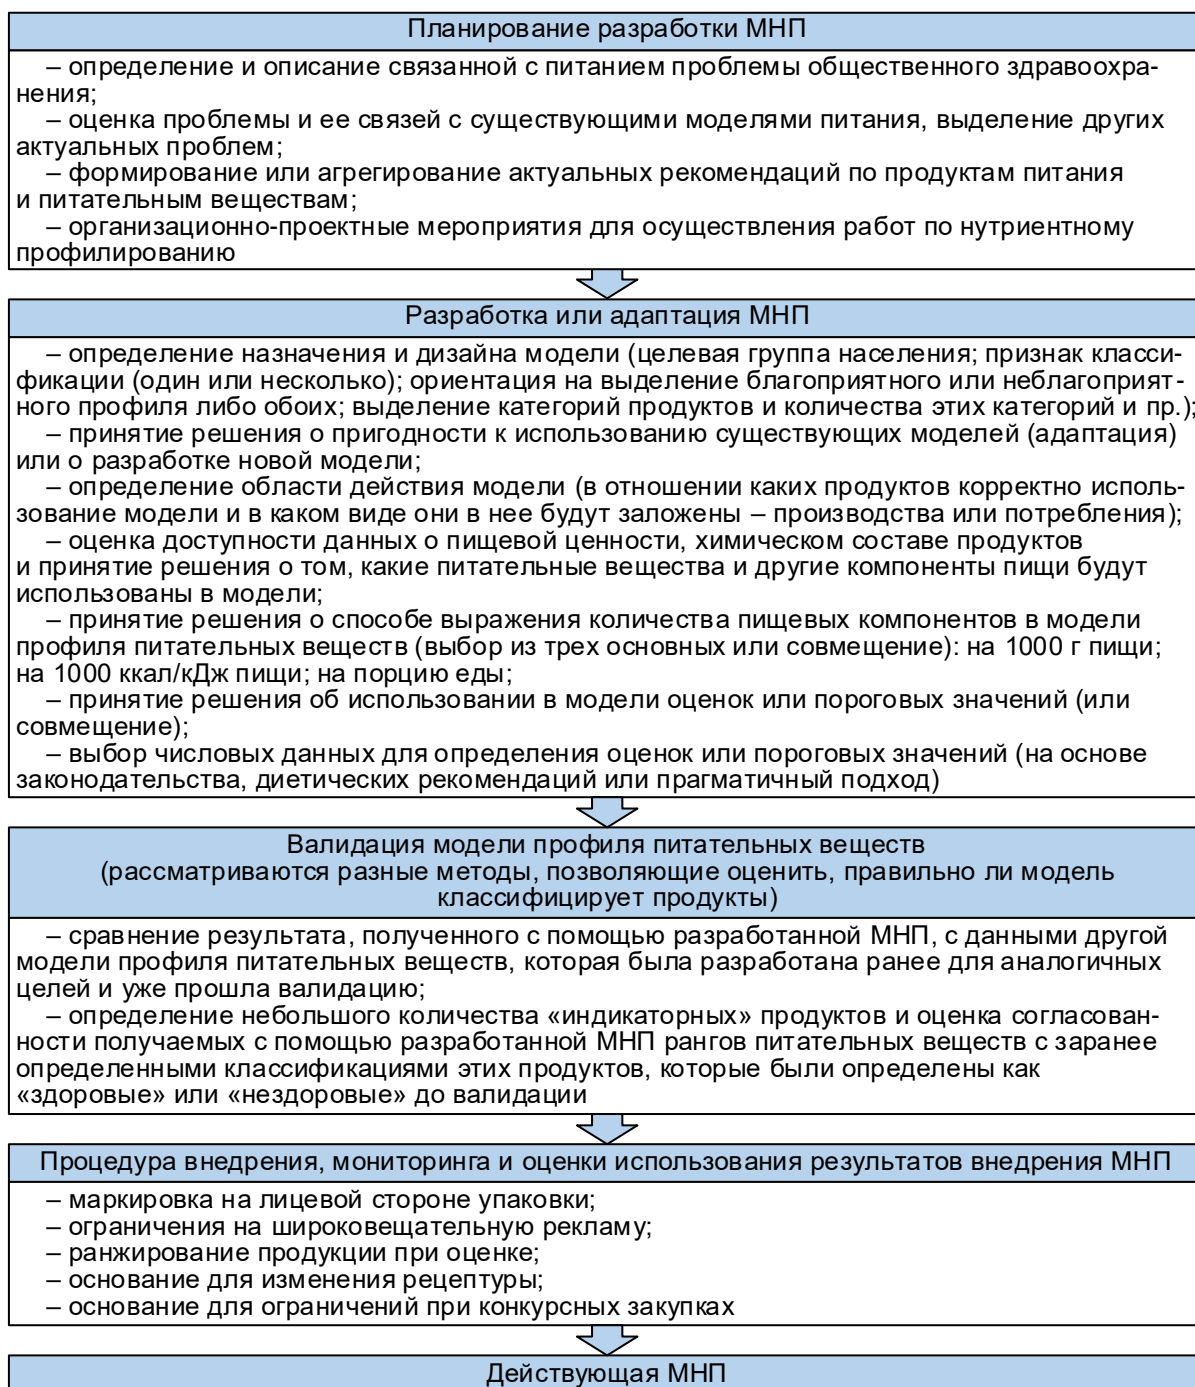 Планирование разработки МНП
– определение и описание связанной с питанием проблемы общественного здравоохра-
нения;
– оценка проблемы и ее связей с существующими моделями питания, выделение других
актуальных проблем;
– формирование или агрегирование актуальных рекомендаций по продуктам питания
и питательным веществам;
– организационно-проектные мероприятия для осуществления работ по нутриентному
профилированию
Разработка или адаптация МНП
– определение назначения и дизайна модели (целевая группа населения; признак класси-
фикации (один или несколько); ориентация на выделение благоприятного или неблагоприят-
ного профиля либо обоих; выделение категорий продуктов и количества этих категорий и пр.);
– принятие решения о пригодности к использованию существующих моделей (адаптация)
или о разработке новой модели;
– определение области действия модели (в отношении каких продуктов корректно исполь-
зование модели и в каком виде они в нее будут заложены – производства или потребления);
– оценка доступности данных о пищевой ценности, химическом составе продуктов
и принятие решения о том, какие питательные вещества и другие компоненты пищи будут
использованы в модели;
– принятие решения о способе выражения количества пищевых компонентов в модели
профиля питательных веществ (выбор из трех основных или совмещение): на 1000 г пищи;
на 1000 ккал/кДж пищи; на порцию еды;
– принятие решения об использовании в модели оценок или пороговых значений (или
совмещение);
– выбор числовых данных для определения оценок или пороговых значений (на основе
законодательства, диетических рекомендаций или прагматичный подход)
Валидация модели профиля питательных веществ
(рассматриваются разные методы, позволяющие оценить, правильно ли модель
классифицирует продукты)
– сравнение результата, полученного с помощью разработанной МНП, с данными другой
модели профиля питательных веществ, которая была разработана ранее для аналогичных
целей и уже прошла валидацию;
– определение небольшого количества «индикаторных» продуктов и оценка согласован-
ности получаемых с помощью разработанной МНП рангов питательных веществ с заранее
определенными классификациями этих продуктов, которые были определены как
«здоровые» или «нездоровые» до валидации
Процедура внедрения, мониторинга и оценки использования результатов внедрения МНП
– маркировка на лицевой стороне упаковки;
– ограничения на широковещательную рекламу;
– ранжирование продукции при оценке;
– основание для изменения рецептуры;
– основание для ограничений при конкурсных закупках
Действующая МНП